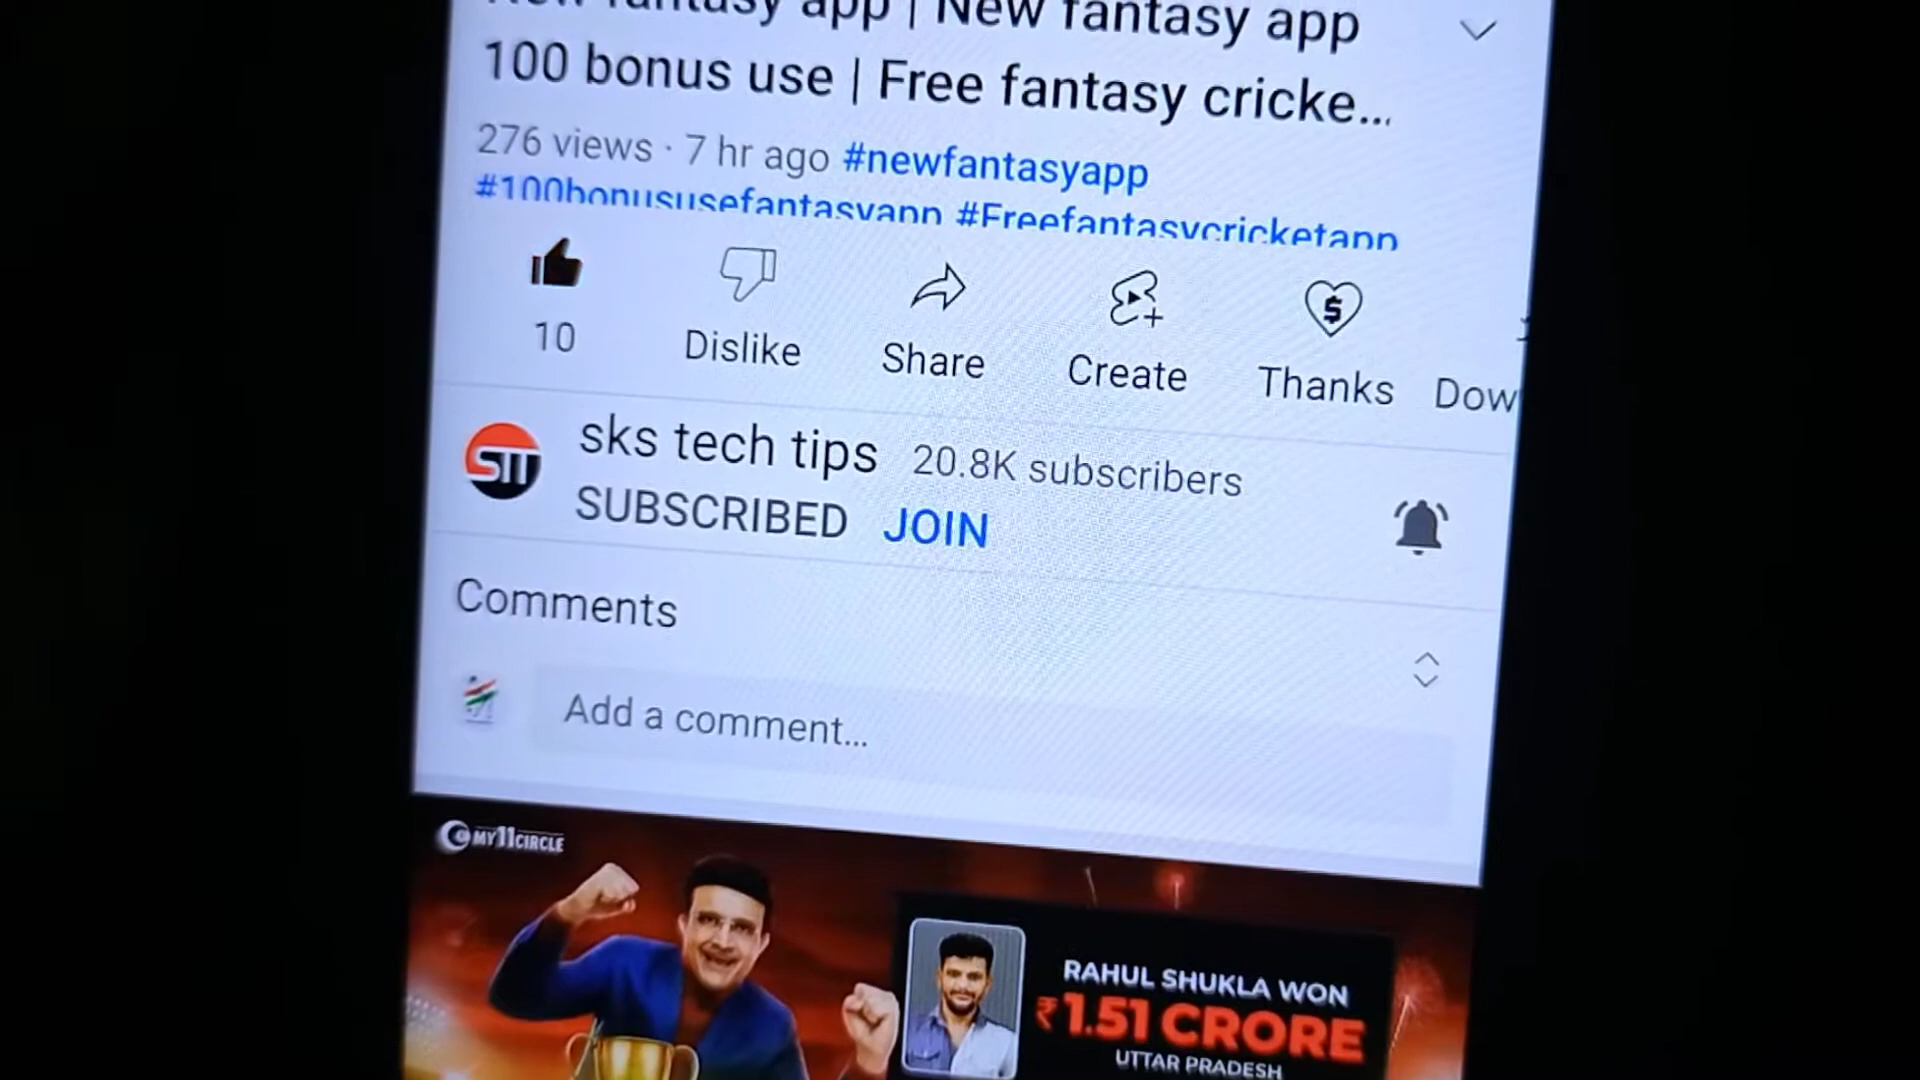 New fantasy app | New fantasy app
100 bonus use | Free fantasy cricke...
276 views · 7 hr ago #newfantasyapp
#100bonususefantasyapp #Freefantasycricketapp
10
Dislike
Share
Create
Thanks
Dow
STT
sks tech tips 20.8K subscribers
SUBSCRIBED JOIN
Comments
Add a comment...
MY11CIRCLE
RAHUL SHUKLA WON
₹1.51 CRORE
UTTAR PRADESH